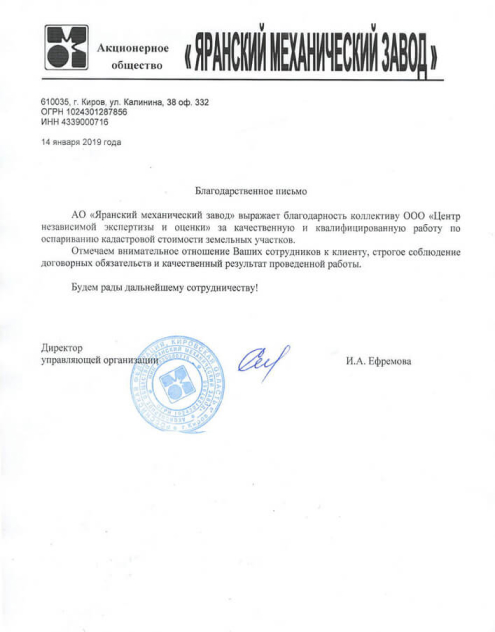 Акционерное
общество
« ЯРАНСКИЙ МЕХАНИЧЕСКИЙ ЗАВОД »
610035, г. Киров, ул. Калинина, 38 оф. 332
ОГРН 1024301287856
ИНН 4339000716
14 января 2019 года
Благодарственное письмо
АО «Яранский механический завод» выражает благодарность коллективу ООО «Центр
независимой экспертизы и оценки» за качественную и квалифицированную работу по
оспариванию кадастровой стоимости земельных участков.
Отмечаем внимательное отношение Ваших сотрудников к клиенту, строгое соблюдение
договорных обязательств и качественный результат проведенной работы.
Будем рады дальнейшему сотрудничеству!
Директор
управляющей организации
И.А. Ефремова